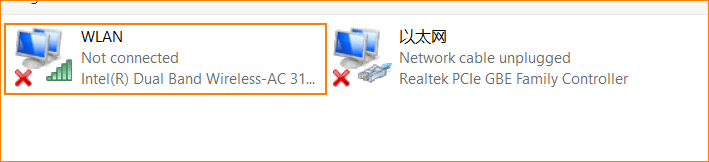 WLAN
Not connected
Intel(R) Dual Band Wireless-AC 31...
以太网
Network cable unplugged
Realtek PCIe GBE Family Controller